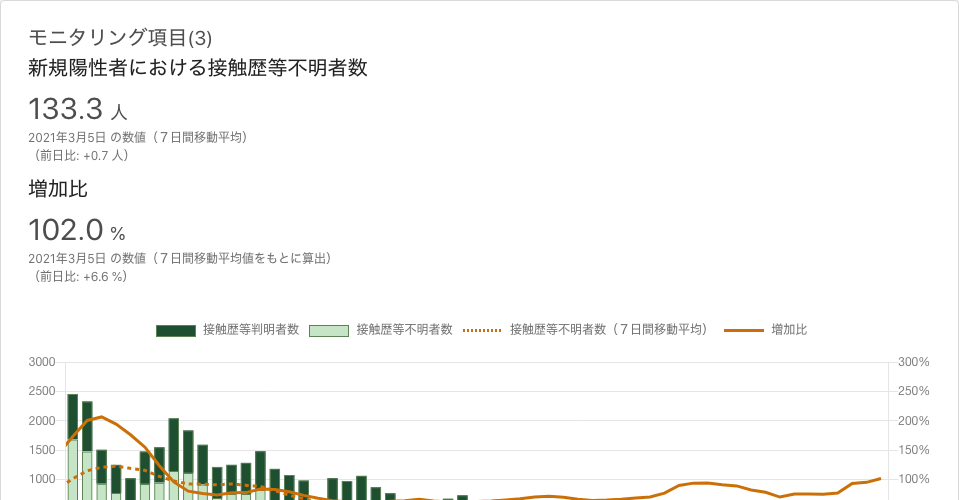 モニタリング項目(3)
新規陽性者における接触歴等不明者数
133.3 人
2021年3月5日 の数値（７日間移動平均）
（前日比: +0.7 人）
増加比
102.0 %
2021年3月5日 の数値（７日間移動平均値をもとに算出）
（前日比: +6.6 %）
接触歴等判明者数 接触歴等不明者数 接触歴等不明者数（７日間移動平均） 増加比
3000 300%
2500 250%
2000 200%
1500 150%
1000 100%